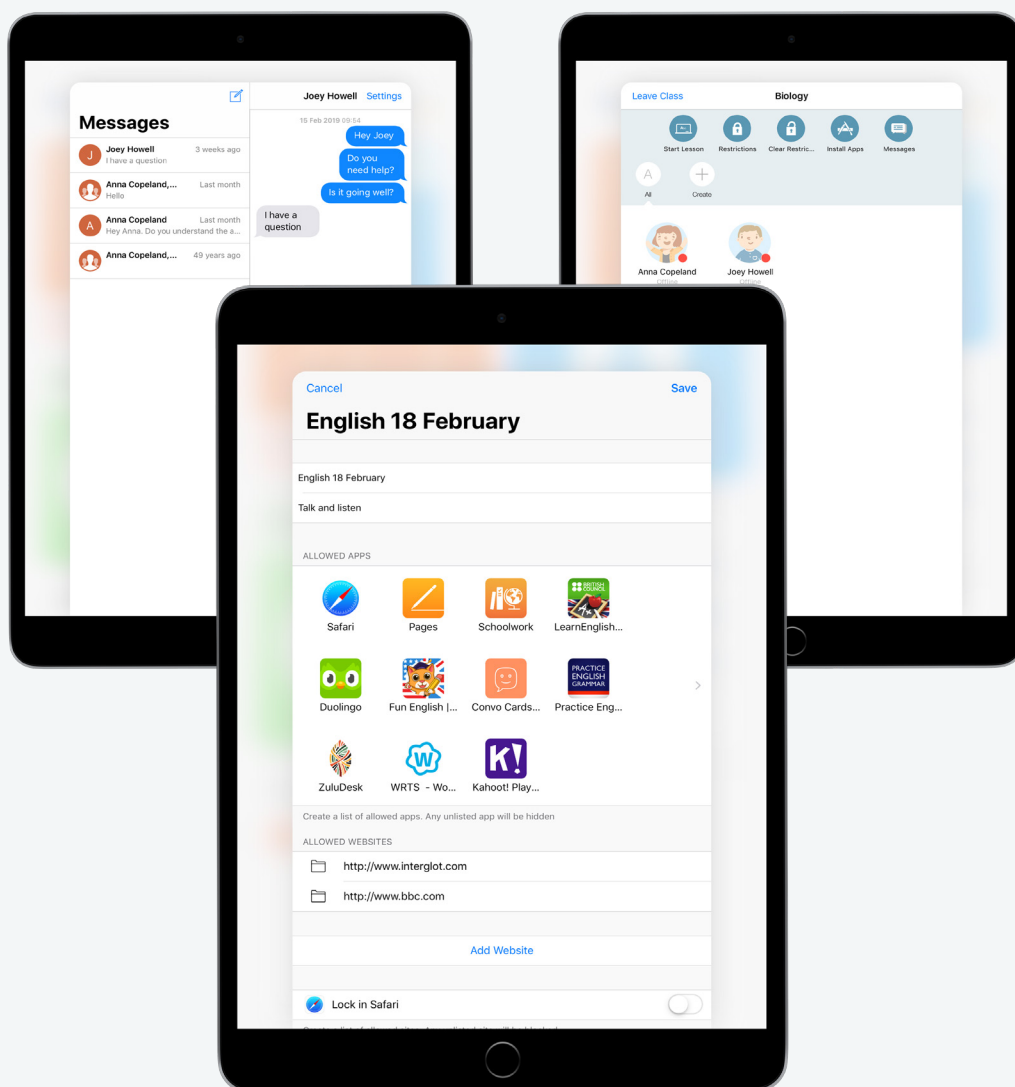 Joey Howell Settings
Messages
15 Feb 2019 09:54
Hey Joey
Do you
need help?
Is it going well?
I have a
question
J
Joey Howell 3 weeks ago
I have a question
Anna Copeland,... Last month
Hello
A
Anna Copeland Last month
Hey Anna. Do you understand the a...
Anna Copeland,... 49 years ago
Leave Class Biology
Start Lesson Restrictions Clear Restric... Install Apps Messages
A
All Create
Anna Copeland Joey Howell
Offline Offline
Cancel Save
English 18 February
English 18 February
Talk and listen
ALLOWED APPS
BRITISH
COUNCIL
A+
Safari Pages Schoolwork LearnEnglish...
PRACTICE
ENGLISH
GRAMMAR
Duolingo Fun English |... Convo Cards... Practice Eng...
W K!
ZuluDesk WRTS - Wo... Kahoot! Play...
Create a list of allowed apps. Any unlisted app will be hidden
ALLOWED WEBSITES
http://www.interglot.com
http://www.bbc.com
Add Website
Lock in Safari